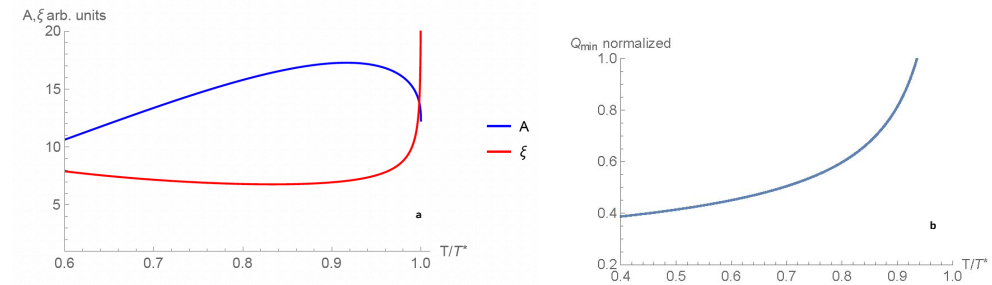 A,ξ arb. units
20
15
10
5
0.6 0.7 0.8 0.9 1.0
T/T*
A
ξ
a
Qmin normalized
1.0
0.8
0.6
0.4
0.2
0.4 0.5 0.6 0.7 0.8 0.9 1.0
T/T*
b